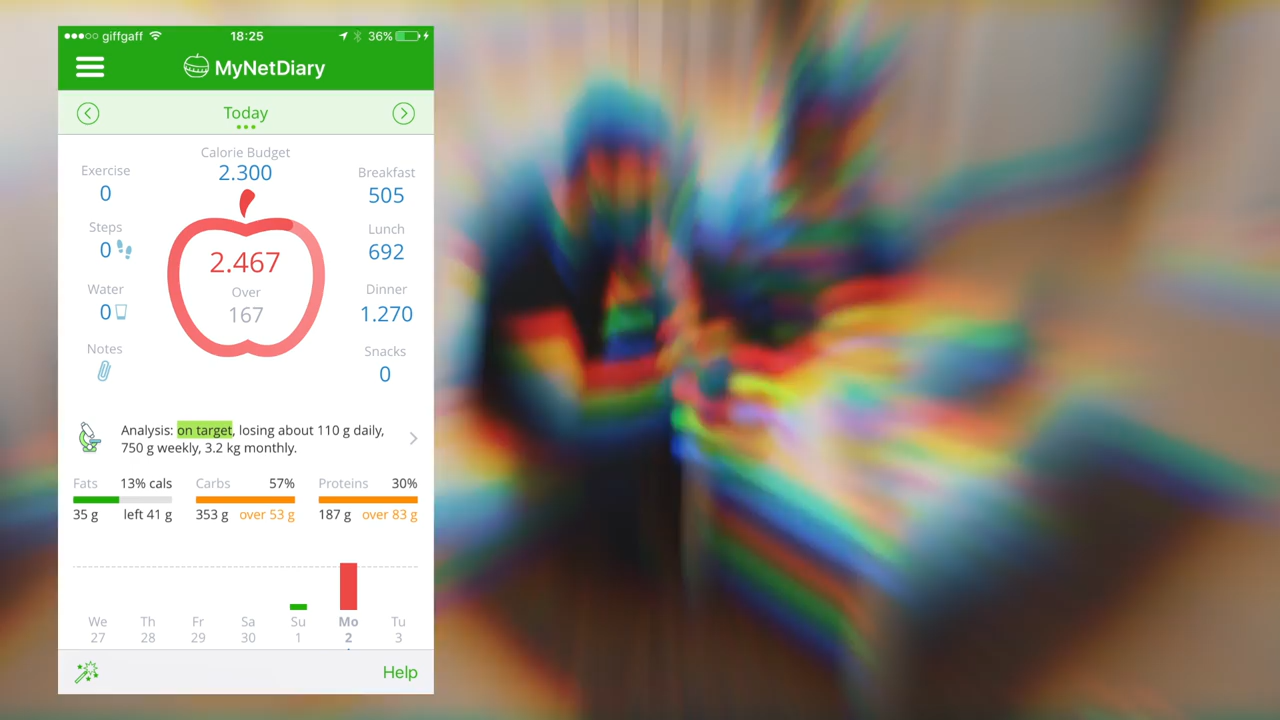 giffgaff 18:25 36%
MyNetDiary
Today
Calorie Budget
2.300
Exercise
0
Steps
0
Water
0
Notes
2.467
Over
167
Breakfast
505
Lunch
692
Dinner
1.270
Snacks
0
Analysis: on target, losing about 110 g daily,
750 g weekly, 3.2 kg monthly.
Fats 13% cals
35 g left 41 g
Carbs 57%
353 g over 53 g
Proteins 30%
187 g over 83 g
We Th Fr Sa Su Mo Tu
27 28 29 30 1 2 3
Help